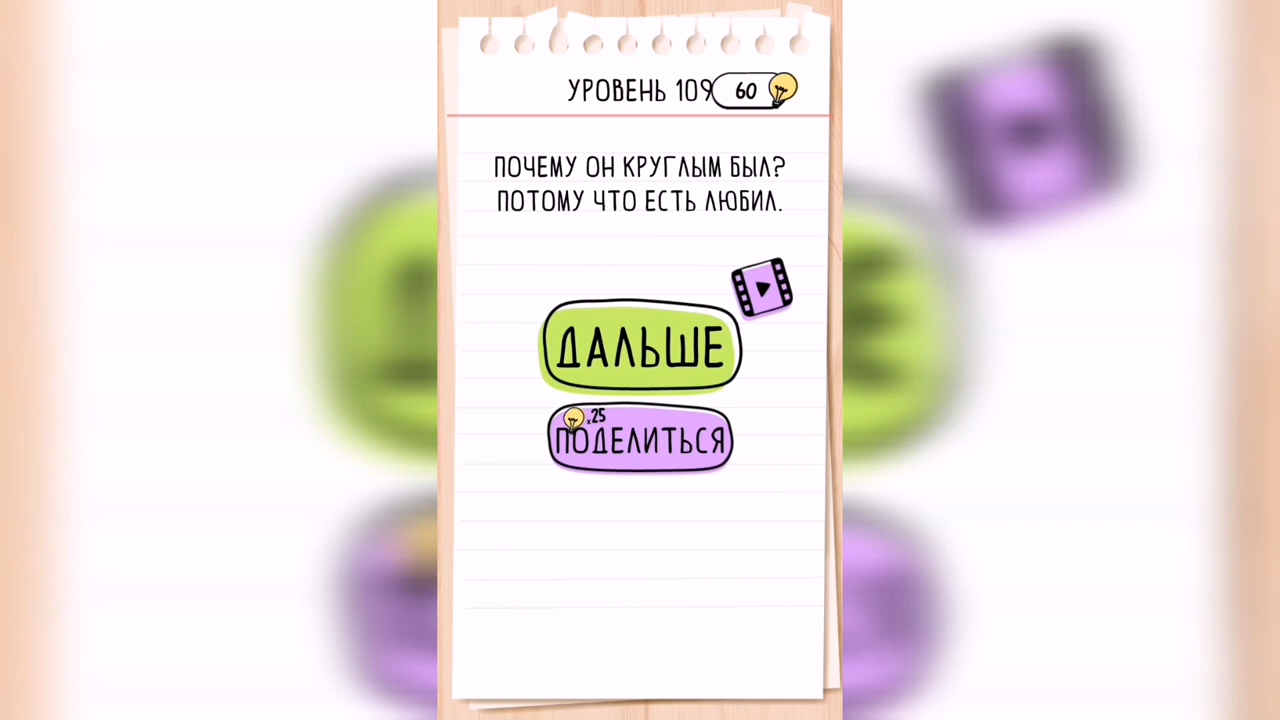 УРОВЕНЬ 109
60
ПОЧЕМУ ОН КРУГЛЫМ БЫЛ?
ПОТОМУ ЧТО ЕСТЬ ЛЮБИЛ.
ДАЛЬШЕ
x25
ПОДЕЛИТЬСЯ